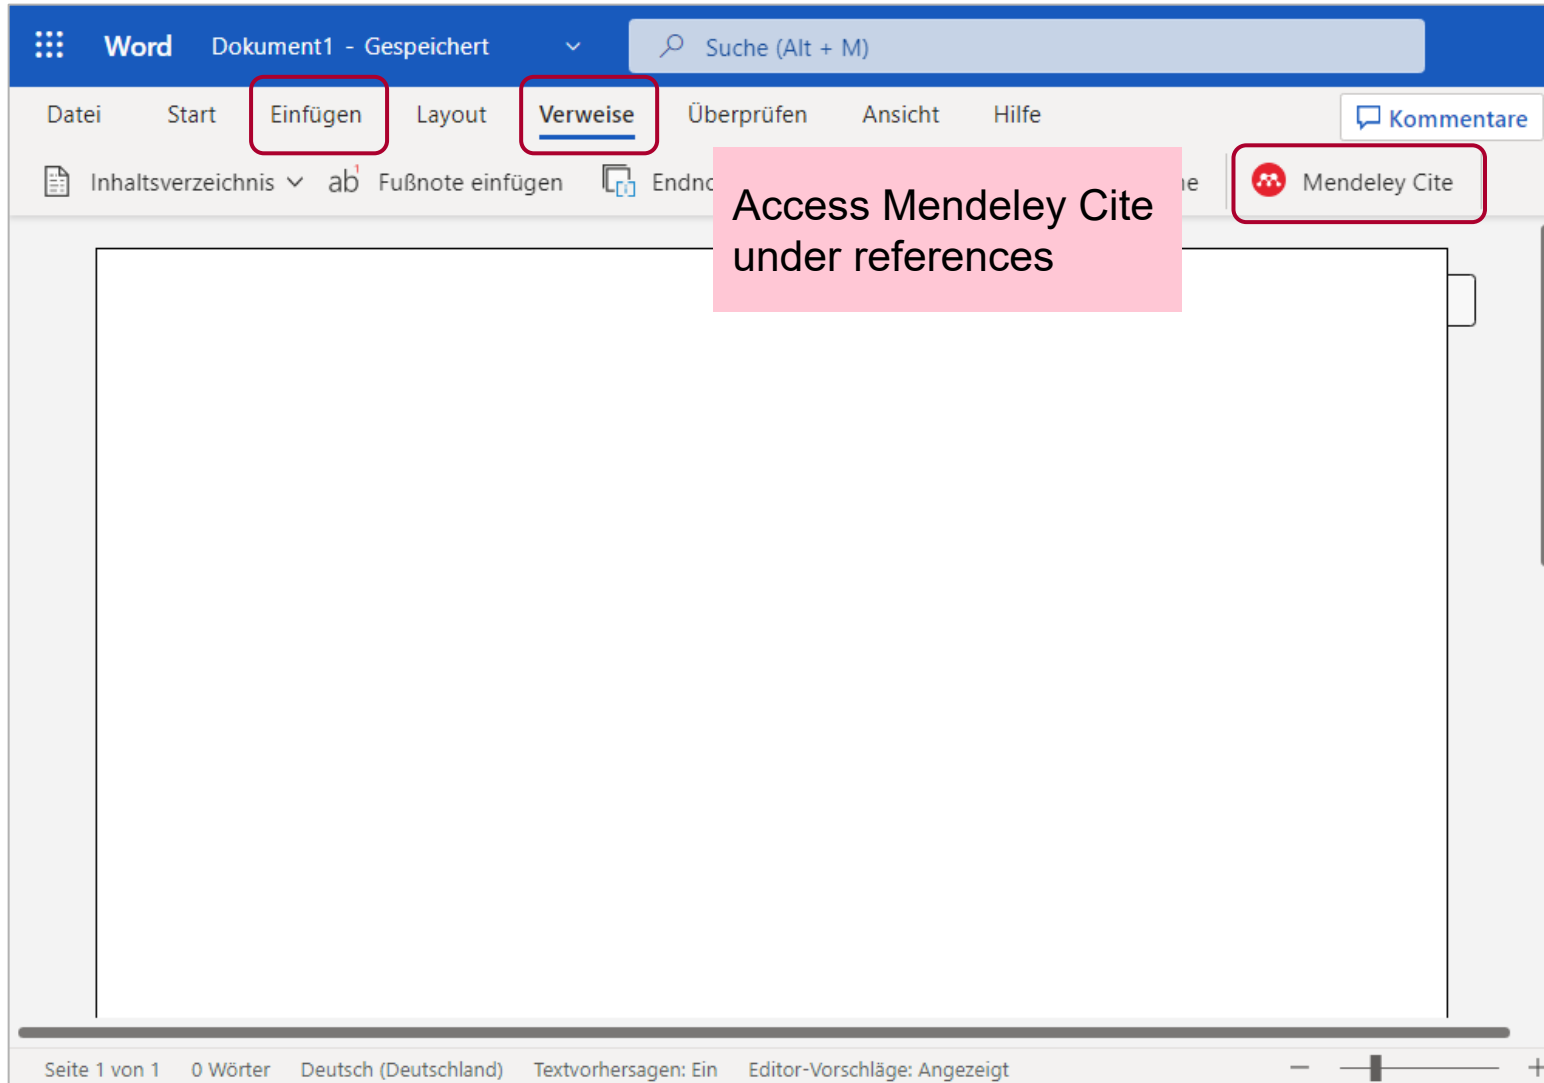 Word Dokument1 - Gespeichert Suche (Alt + M)
Datei Start Einfügen Layout Verweise Überprüfen Ansicht Hilfe Kommentare
Inhaltsverzeichnis ab¹ Fußnote einfügen Mendeley Cite
Access Mendeley Cite
under references
Seite 1 von 1 0 Wörter Deutsch (Deutschland) Textvorhersagen: Ein Editor-Vorschläge: Angezeigt